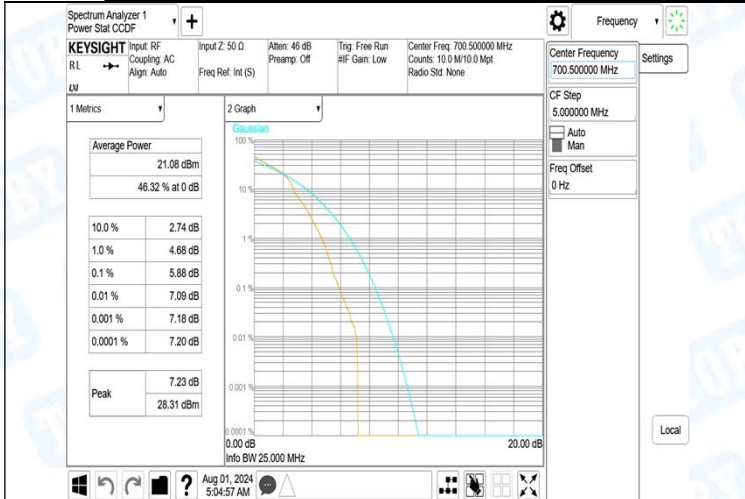 Spectrum Analyzer 1
Power Stat CCDF
Frequency
KEYSIGHT
R L
Input: RF
Coupling: AC
Align: Auto
Input Z: 50 Ω
Freq Ref: Int (S)
Atten: 46 dB
Preamp: Off
Trig: Free Run
#IF Gain: Low
Center Freq: 700.500000 MHz
Counts: 10.0 M/10.0 Mpt
Radio Std: None
Center Frequency
700.500000 MHz
Settings
CF Step
5.000000 MHz
Auto
Man
Freq Offset
0 Hz
1 Metrics
Average Power
21.08 dBm
46.32 % at 0 dB
10.0 % 2.74 dB
1.0 % 4.68 dB
0.1 % 5.88 dB
0.01 % 7.09 dB
0.001 % 7.18 dB
0.0001 % 7.20 dB
Peak
7.23 dB
28.31 dBm
2 Graph
Gaussian
100 %
10 %
1 %
0.1 %
0.01 %
0.001 %
0.0001 %
0.00 dB 20.00 dB
Info BW 25.000 MHz
Local
Aug 01, 2024
5:04:57 AM